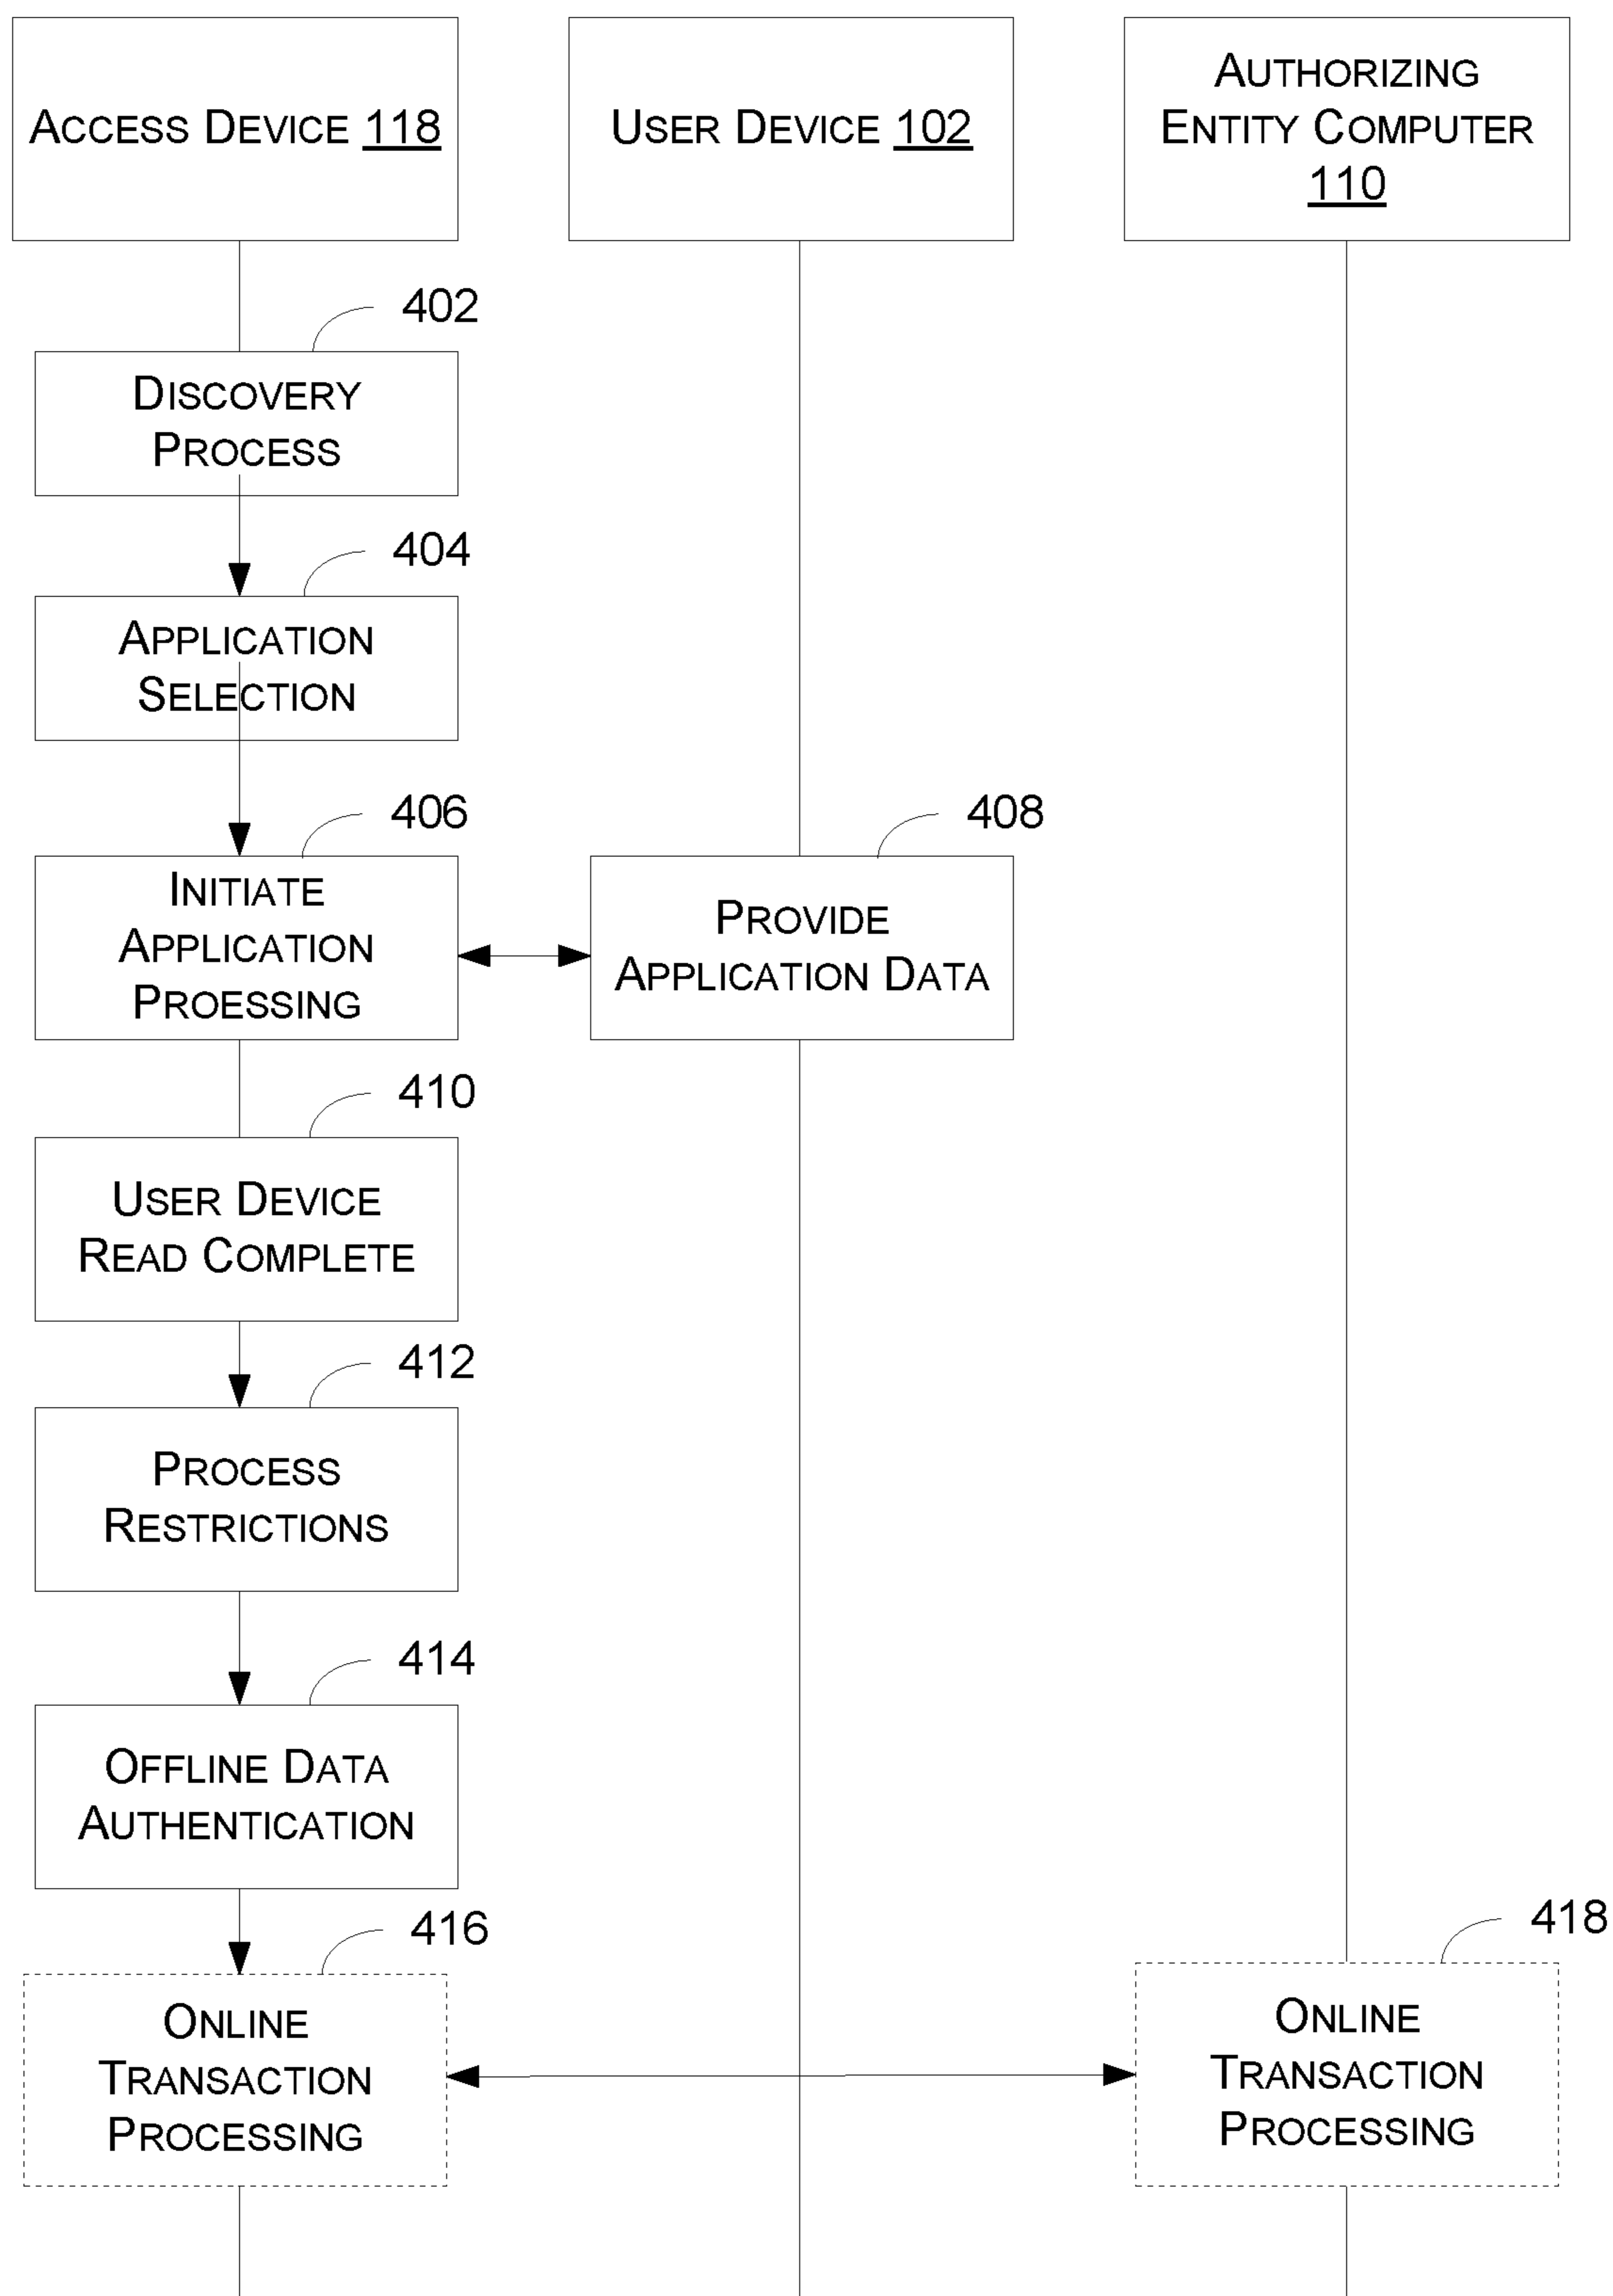 ACCESS DEVICE 118
USER DEVICE 102
AUTHORIZING
ENTITY COMPUTER
110
402
DISCOVERY
PROCESS
404
APPLICATION
SELECTION
406
INITIATE
APPLICATION
PROESSING
408
PROVIDE
APPLICATION DATA
410
USER DEVICE
READ COMPLETE
412
PROCESS
RESTRICTIONS
414
OFFLINE DATA
AUTHENTICATION
416
ONLINE
TRANSACTION
PROCESSING
418
ONLINE
TRANSACTION
PROCESSING